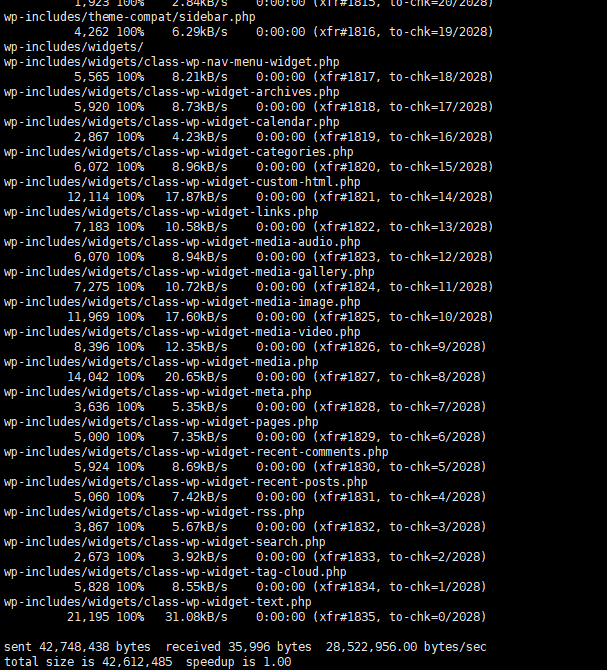 1,923 100% 2.84kB/s 0:00:00 (xfr#1815, to-chk=20/2028)
wp-includes/theme-compat/sidebar.php
4,262 100% 6.29kB/s 0:00:00 (xfr#1816, to-chk=19/2028)
wp-includes/widgets/
wp-includes/widgets/class-wp-nav-menu-widget.php
5,565 100% 8.21kB/s 0:00:00 (xfr#1817, to-chk=18/2028)
wp-includes/widgets/class-wp-widget-archives.php
5,920 100% 8.73kB/s 0:00:00 (xfr#1818, to-chk=17/2028)
wp-includes/widgets/class-wp-widget-calendar.php
2,867 100% 4.23kB/s 0:00:00 (xfr#1819, to-chk=16/2028)
wp-includes/widgets/class-wp-widget-categories.php
6,072 100% 8.96kB/s 0:00:00 (xfr#1820, to-chk=15/2028)
wp-includes/widgets/class-wp-widget-custom-html.php
12,114 100% 17.87kB/s 0:00:00 (xfr#1821, to-chk=14/2028)
wp-includes/widgets/class-wp-widget-links.php
7,183 100% 10.58kB/s 0:00:00 (xfr#1822, to-chk=13/2028)
wp-includes/widgets/class-wp-widget-media-audio.php
6,070 100% 8.94kB/s 0:00:00 (xfr#1823, to-chk=12/2028)
wp-includes/widgets/class-wp-widget-media-gallery.php
7,275 100% 10.72kB/s 0:00:00 (xfr#1824, to-chk=11/2028)
wp-includes/widgets/class-wp-widget-media-image.php
11,969 100% 17.60kB/s 0:00:00 (xfr#1825, to-chk=10/2028)
wp-includes/widgets/class-wp-widget-media-video.php
8,396 100% 12.35kB/s 0:00:00 (xfr#1826, to-chk=9/2028)
wp-includes/widgets/class-wp-widget-media.php
14,042 100% 20.65kB/s 0:00:00 (xfr#1827, to-chk=8/2028)
wp-includes/widgets/class-wp-widget-meta.php
3,636 100% 5.35kB/s 0:00:00 (xfr#1828, to-chk=7/2028)
wp-includes/widgets/class-wp-widget-pages.php
5,000 100% 7.35kB/s 0:00:00 (xfr#1829, to-chk=6/2028)
wp-includes/widgets/class-wp-widget-recent-comments.php
5,924 100% 8.69kB/s 0:00:00 (xfr#1830, to-chk=5/2028)
wp-includes/widgets/class-wp-widget-recent-posts.php
5,060 100% 7.42kB/s 0:00:00 (xfr#1831, to-chk=4/2028)
wp-includes/widgets/class-wp-widget-rss.php
3,867 100% 5.67kB/s 0:00:00 (xfr#1832, to-chk=3/2028)
wp-includes/widgets/class-wp-widget-search.php
2,673 100% 3.92kB/s 0:00:00 (xfr#1833, to-chk=2/2028)
wp-includes/widgets/class-wp-widget-tag-cloud.php
5,828 100% 8.55kB/s 0:00:00 (xfr#1834, to-chk=1/2028)
wp-includes/widgets/class-wp-widget-text.php
21,195 100% 31.08kB/s 0:00:00 (xfr#1835, to-chk=0/2028)
sent 42,748,438 bytes received 35,996 bytes 28,522,956.00 bytes/sec
total size is 42,612,485 speedup is 1.00